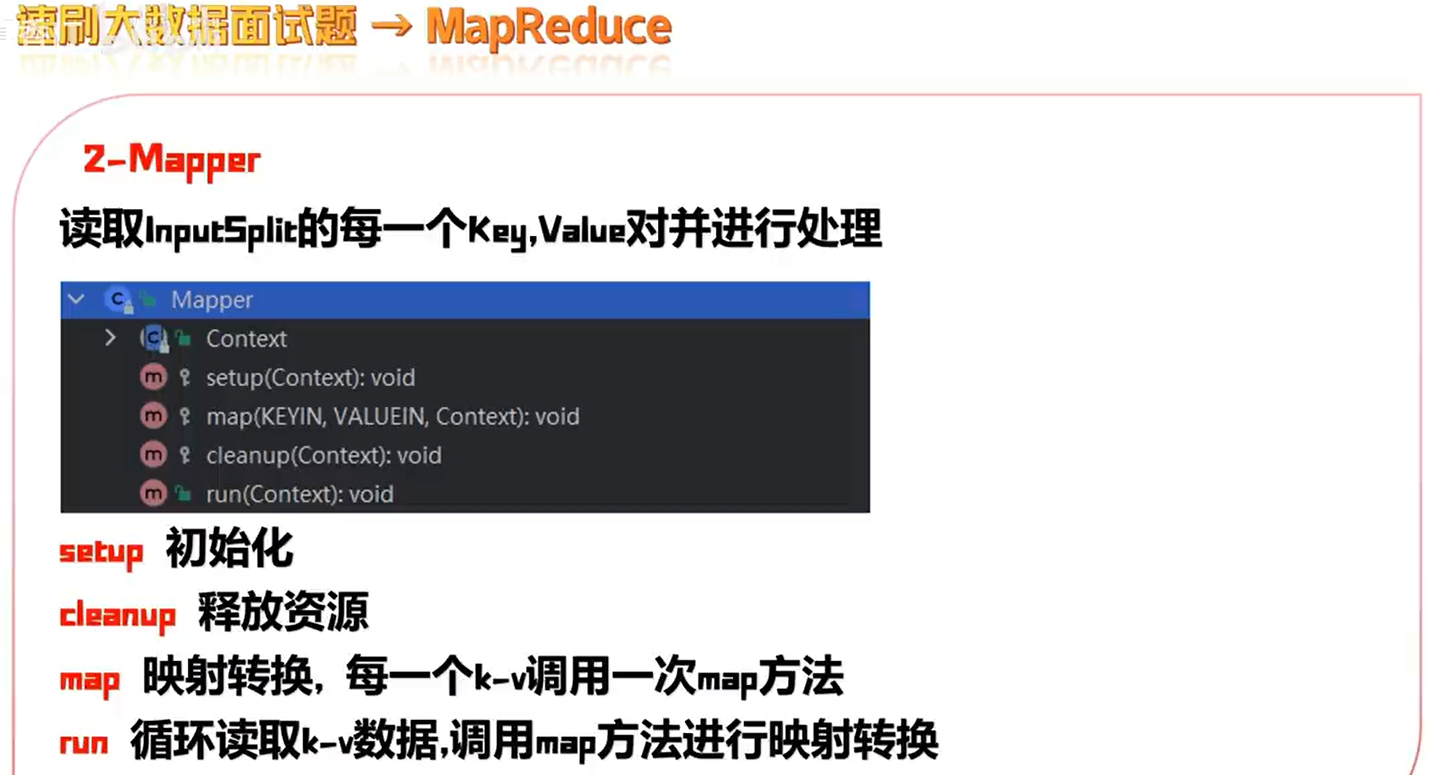 速刷大数据面试题 → MapReduce
2-Mapper
读取InputSplit的每一个Key,Value对并进行处理
Mapper
Context
setup(Context): void
map(KEYIN, VALUEIN, Context): void
cleanup(Context): void
run(Context): void
setup 初始化
cleanup 释放资源
map 映射转换, 每一个k-v调用一次map方法
run 循环读取k-v数据,调用map方法进行映射转换